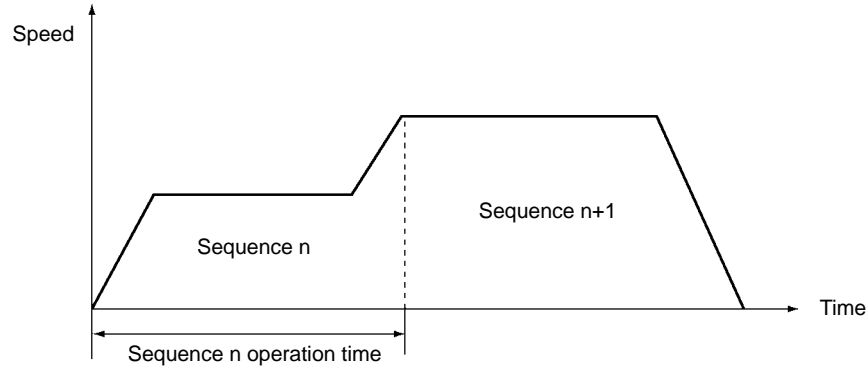 Speed
Sequence n+1
Sequence n
Time
Sequence n operation time